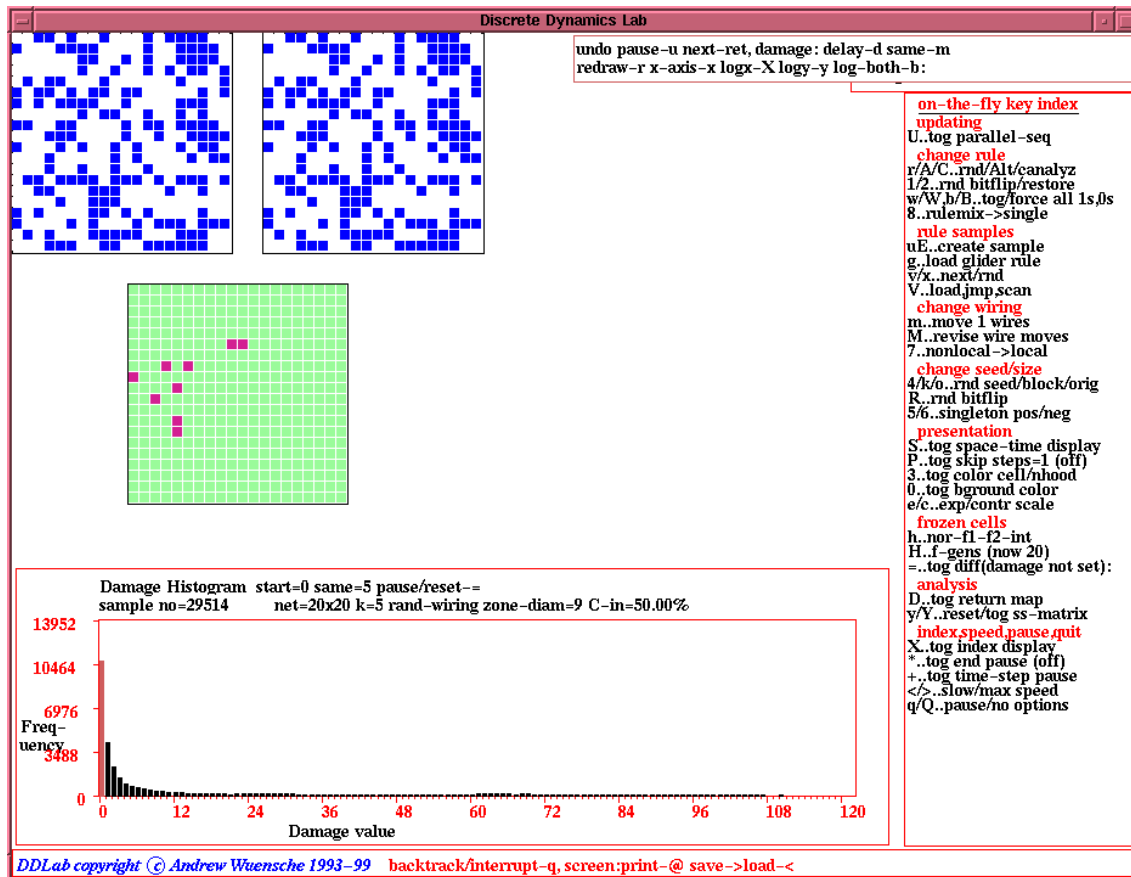 Discrete Dynamics Lab
undo pause-u next-ret, damage: delay-d same-m
redraw-r x-axis-x logx-X logy-y log-both-b:
on-the-fly key index
updating
U..tog parallel-seq
change rule
r/A/C..rnd/Alt/canalyz
1/2..rnd bitflip/restore
w/W,b/B..tog/force all 1s,0s
8..rulemix->single
rule samples
uE..create sample
g..load glider rule
v/x..next/rnd
V..load,jmp,scan
change wiring
m..move 1 wires
M..revise wire moves
7..nonlocal->local
change seed/size
4/k/o..rnd seed/block/orig
R..rnd bitflip
5/6..singleton pos/neg
presentation
S..tog space-time display
P..tog skip steps=1 (off)
3..tog color cell/nhood
0..tog bground color
e/c..exp/contr scale
frozen cells
h..nor-f1-f2-int
H..f-gens (now 20)
=..tog diff(damage not set):
analysis
D..tog return map
y/Y..reset/tog ss-matrix
index,speed,pause,quit
X..tog index display
*..tog end pause (off)
+..tog time-step pause
</>..slow/max speed
q/Q..pause/no options
Damage Histogram start=0 same=5 pause/reset-=
sample no=29514 net=20x20 k=5 rand-wiring zone-diam=9 C-in=50.00%
13952
10464
6976
Freq-
uency
3488
0
0 12 24 36 48 60 72 84 96 108 120
Damage value
DDLab copyright © Andrew Wuensche 1993-99 backtrack/interrupt-q, screen:print-@ save->load-<